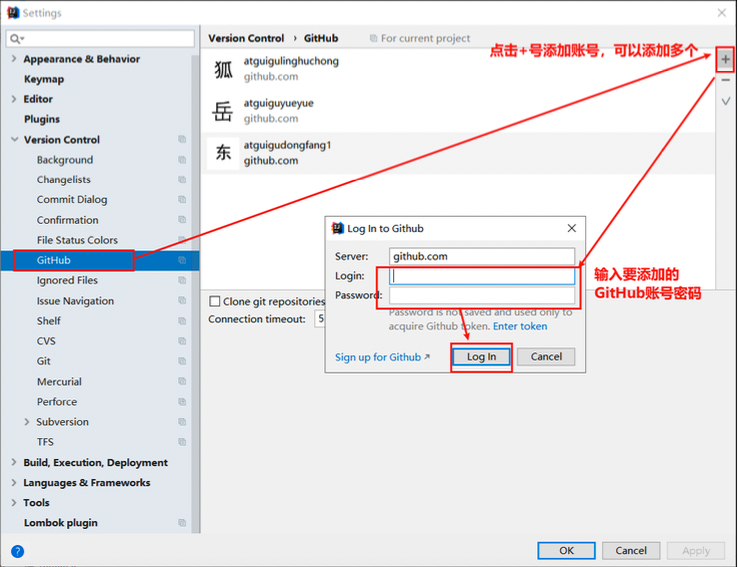 Settings
Version Control › GitHub
For current project
点击+号添加账号，可以添加多个
Appearance & Behavior
Keymap
Editor
Plugins
Version Control
Background
Changelists
Commit Dialog
Confirmation
File Status Colors
GitHub
Ignored Files
Issue Navigation
Shelf
CVS
Git
Mercurial
Perforce
Subversion
TFS
Build, Execution, Deployment
Languages & Frameworks
Tools
Lombok plugin
狐
atguigulinghuchong
github.com
岳
atguiguyueyue
github.com
东
atguigudongfang1
github.com
Clone git repositories
Connection timeout: 5
Log In to Github
Server: github.com
Login:
Password:
Password is not saved and used only to
acquire Github token. Enter token
Sign up for Github ↗
Log In
Cancel
输入要添加的
GitHub账号密码
?
OK
Cancel
Apply